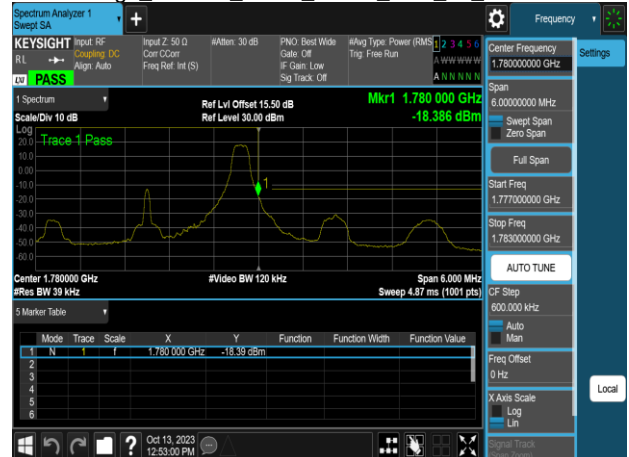 Spectrum Analyzer 1
Swept SA
Frequency
KEYSIGHT
RL
LXI
PASS
Input: RF
Coupling: DC
Align: Auto
Input Z: 50 Ω
Corr CCorr
Freq Ref: Int (S)
#Atten: 30 dB
PNO: Best Wide
Gate: Off
IF Gain: Low
Sig Track: Off
#Avg Type: Power (RMS
Trig: Free Run
1 2 3 4 5 6
A W W W W W
A N N N N N
Center Frequency
1.780000000 GHz
Settings
Span
6.00000000 MHz
Swept Span
Zero Span
Full Span
Start Freq
1.777000000 GHz
Stop Freq
1.783000000 GHz
AUTO TUNE
CF Step
600.000 kHz
Auto
Man
Freq Offset
0 Hz
X Axis Scale
Log
Lin
Signal Track
(Span Zoom)
Local
1 Spectrum
Scale/Div 10 dB
Ref Lvl Offset 15.50 dB
Ref Level 30.00 dBm
Mkr1 1.780 000 GHz
-18.386 dBm
Log
Trace 1 Pass
20.0
10.0
0.00
-10.0
-20.0
-30.0
-40.0
-50.0
-60.0
1
Center 1.780000 GHz
#Video BW 120 kHz
Span 6.000 MHz
#Res BW 39 kHz
Sweep 4.87 ms (1001 pts)
5 Marker Table
Mode Trace Scale X Y Function Function Width Function Value
1 N 1 f 1.780 000 GHz -18.39 dBm
2
3
4
5
6
?
Oct 13, 2023
12:53:00 PM